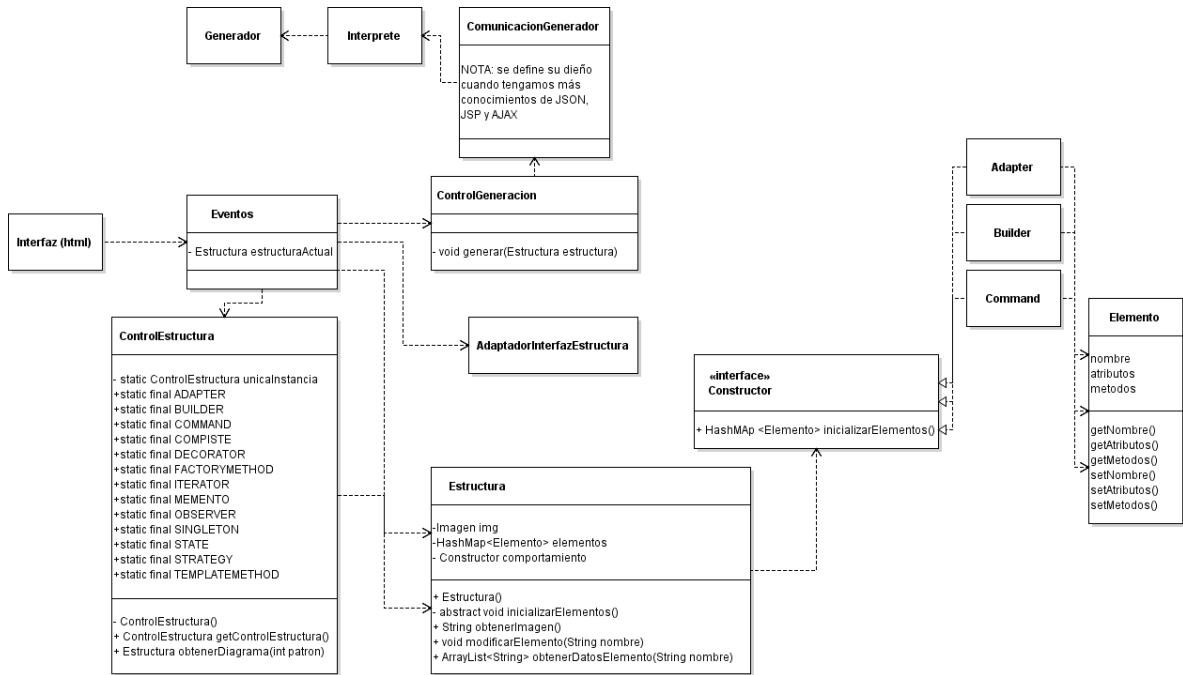 Generador
Interprete
ComunicacionGenerador
NOTA: se define su dieño
cuando tengamos más
conocimientos de JSON,
JSP y AJAX
Interfaz (html)
Eventos
- Estructura estructuraActual
ControlGeneracion
- void generar(Estructura estructura)
AdaptadorInterfazEstructura
ControlEstructura
- static ControlEstructura unicaInstancia
+static final ADAPTER
+static final BUILDER
+static final COMMAND
+static final COMPISTE
+static final DECORATOR
+static final FACTORYMETHOD
+static final ITERATOR
+static final MEMENTO
+static final OBSERVER
+static final SINGLETON
+static final STATE
+static final STRATEGY
+static final TEMPLATEMETHOD
- ControlEstructura()
+ ControlEstructura getControlEstructura()
+ Estructura obtenerDiagrama(int patron)
Estructura
-Imagen img
-HashMap<Elemento> elementos
- Constructor comportamiento
+ Estructura()
- abstract void inicializarElementos()
+ String obtenerImagen()
+ void modificarElemento(String nombre)
+ ArrayList<String> obtenerDatosElemento(String nombre)
«interface»
Constructor
+ HashMAp <Elemento> inicializarElementos()
Adapter
Builder
Command
Elemento
nombre
atributos
metodos
getNombre()
getAtributos()
getMetodos()
setNombre()
setAtributos()
setMetodos()